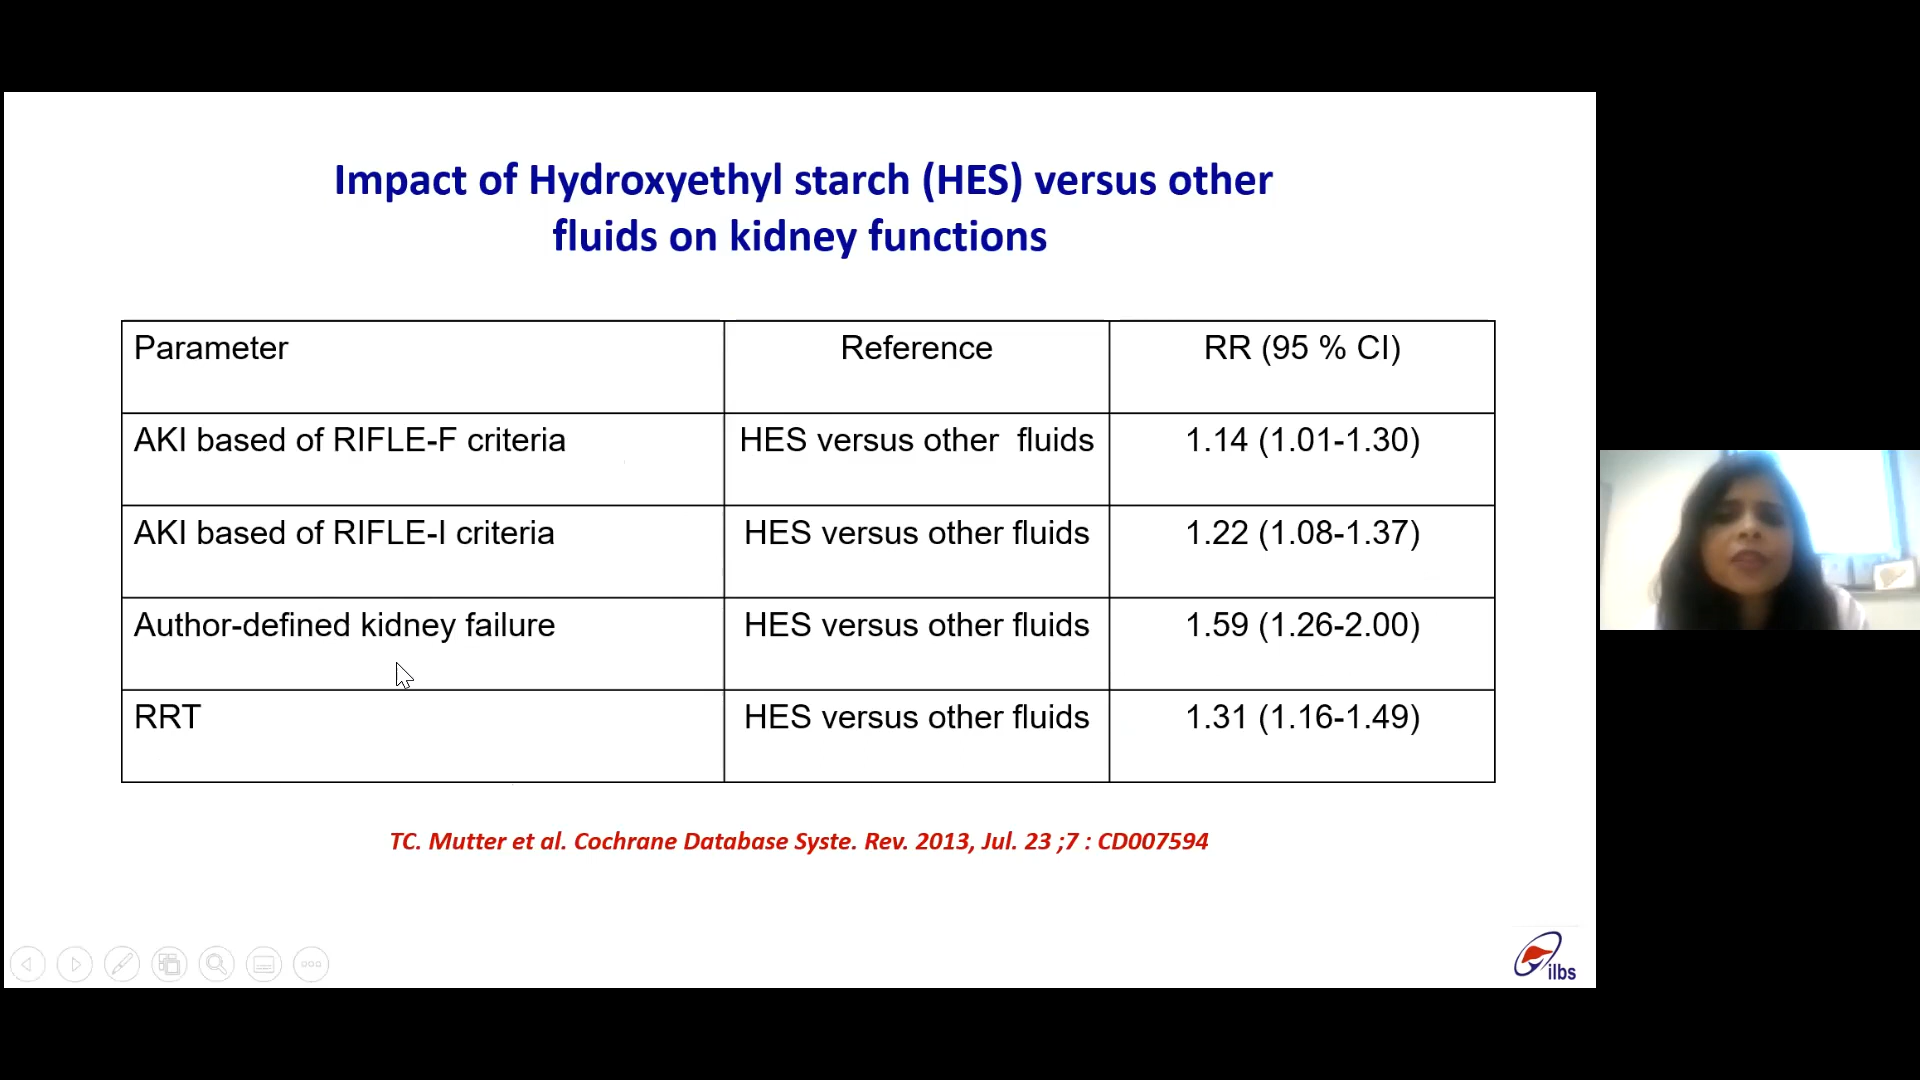 Impact of Hydroxyethyl starch (HES) versus other
fluids on kidney functions
Parameter Reference RR (95 % CI)
AKI based of RIFLE-F criteria HES versus other fluids 1.14 (1.01-1.30)
AKI based of RIFLE-I criteria HES versus other fluids 1.22 (1.08-1.37)
Author-defined kidney failure HES versus other fluids 1.59 (1.26-2.00)
RRT HES versus other fluids 1.31 (1.16-1.49)
TC. Mutter et al. Cochrane Database Syste. Rev. 2013, Jul. 23 ;7 : CD007594
ilbs